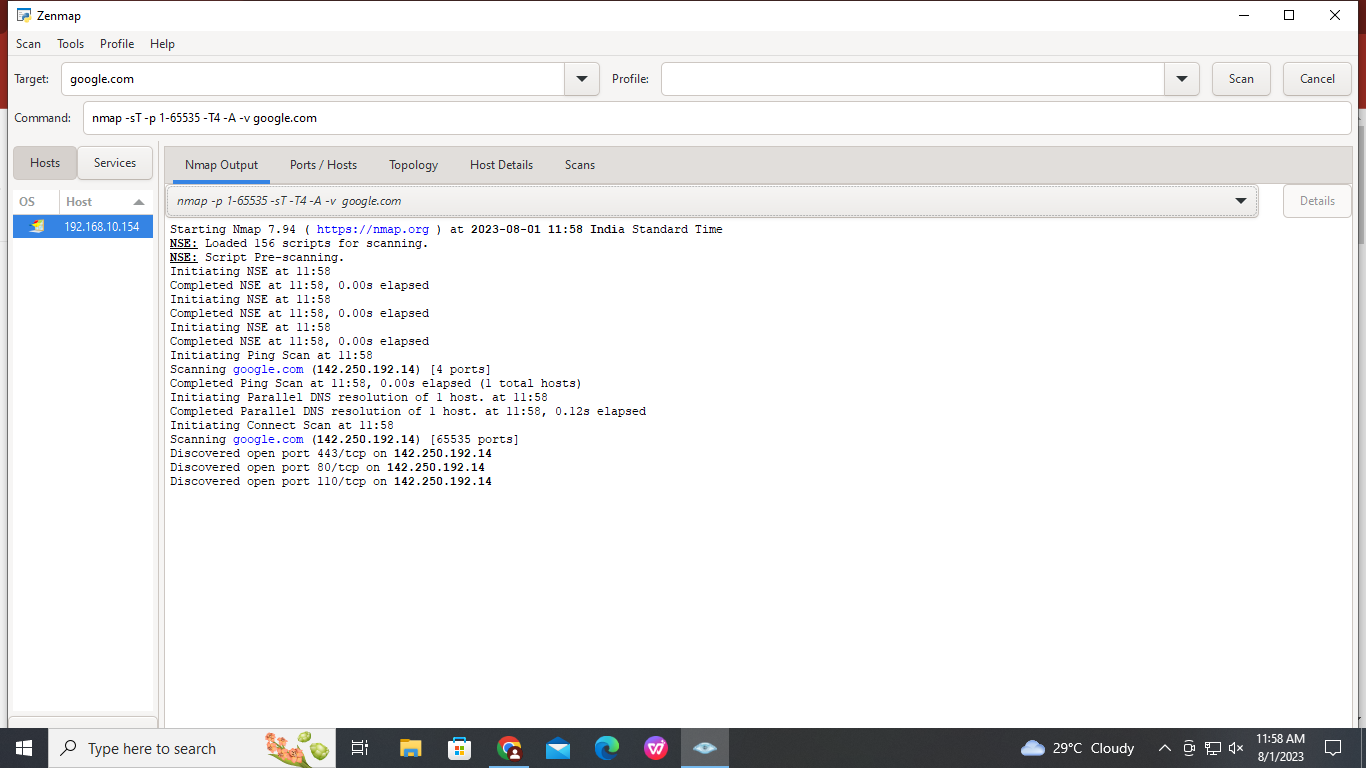 Zenmap
Scan Tools Profile Help
Target: google.com Profile: Scan Cancel
Command: nmap -sT -p 1-65535 -T4 -A -v google.com
Hosts Services
OS Host
192.168.10.154
Nmap Output Ports / Hosts Topology Host Details Scans
nmap -p 1-65535 -sT -T4 -A -v google.com Details
Starting Nmap 7.94 ( https://nmap.org ) at 2023-08-01 11:58 India Standard Time
NSE: Loaded 156 scripts for scanning.
NSE: Script Pre-scanning.
Initiating NSE at 11:58
Completed NSE at 11:58, 0.00s elapsed
Initiating NSE at 11:58
Completed NSE at 11:58, 0.00s elapsed
Initiating NSE at 11:58
Completed NSE at 11:58, 0.00s elapsed
Initiating Ping Scan at 11:58
Scanning google.com (142.250.192.14) [4 ports]
Completed Ping Scan at 11:58, 0.00s elapsed (1 total hosts)
Initiating Parallel DNS resolution of 1 host. at 11:58
Completed Parallel DNS resolution of 1 host. at 11:58, 0.12s elapsed
Initiating Connect Scan at 11:58
Scanning google.com (142.250.192.14) [65535 ports]
Discovered open port 443/tcp on 142.250.192.14
Discovered open port 80/tcp on 142.250.192.14
Discovered open port 110/tcp on 142.250.192.14
Type here to search
29°C Cloudy
11:58 AM
8/1/2023